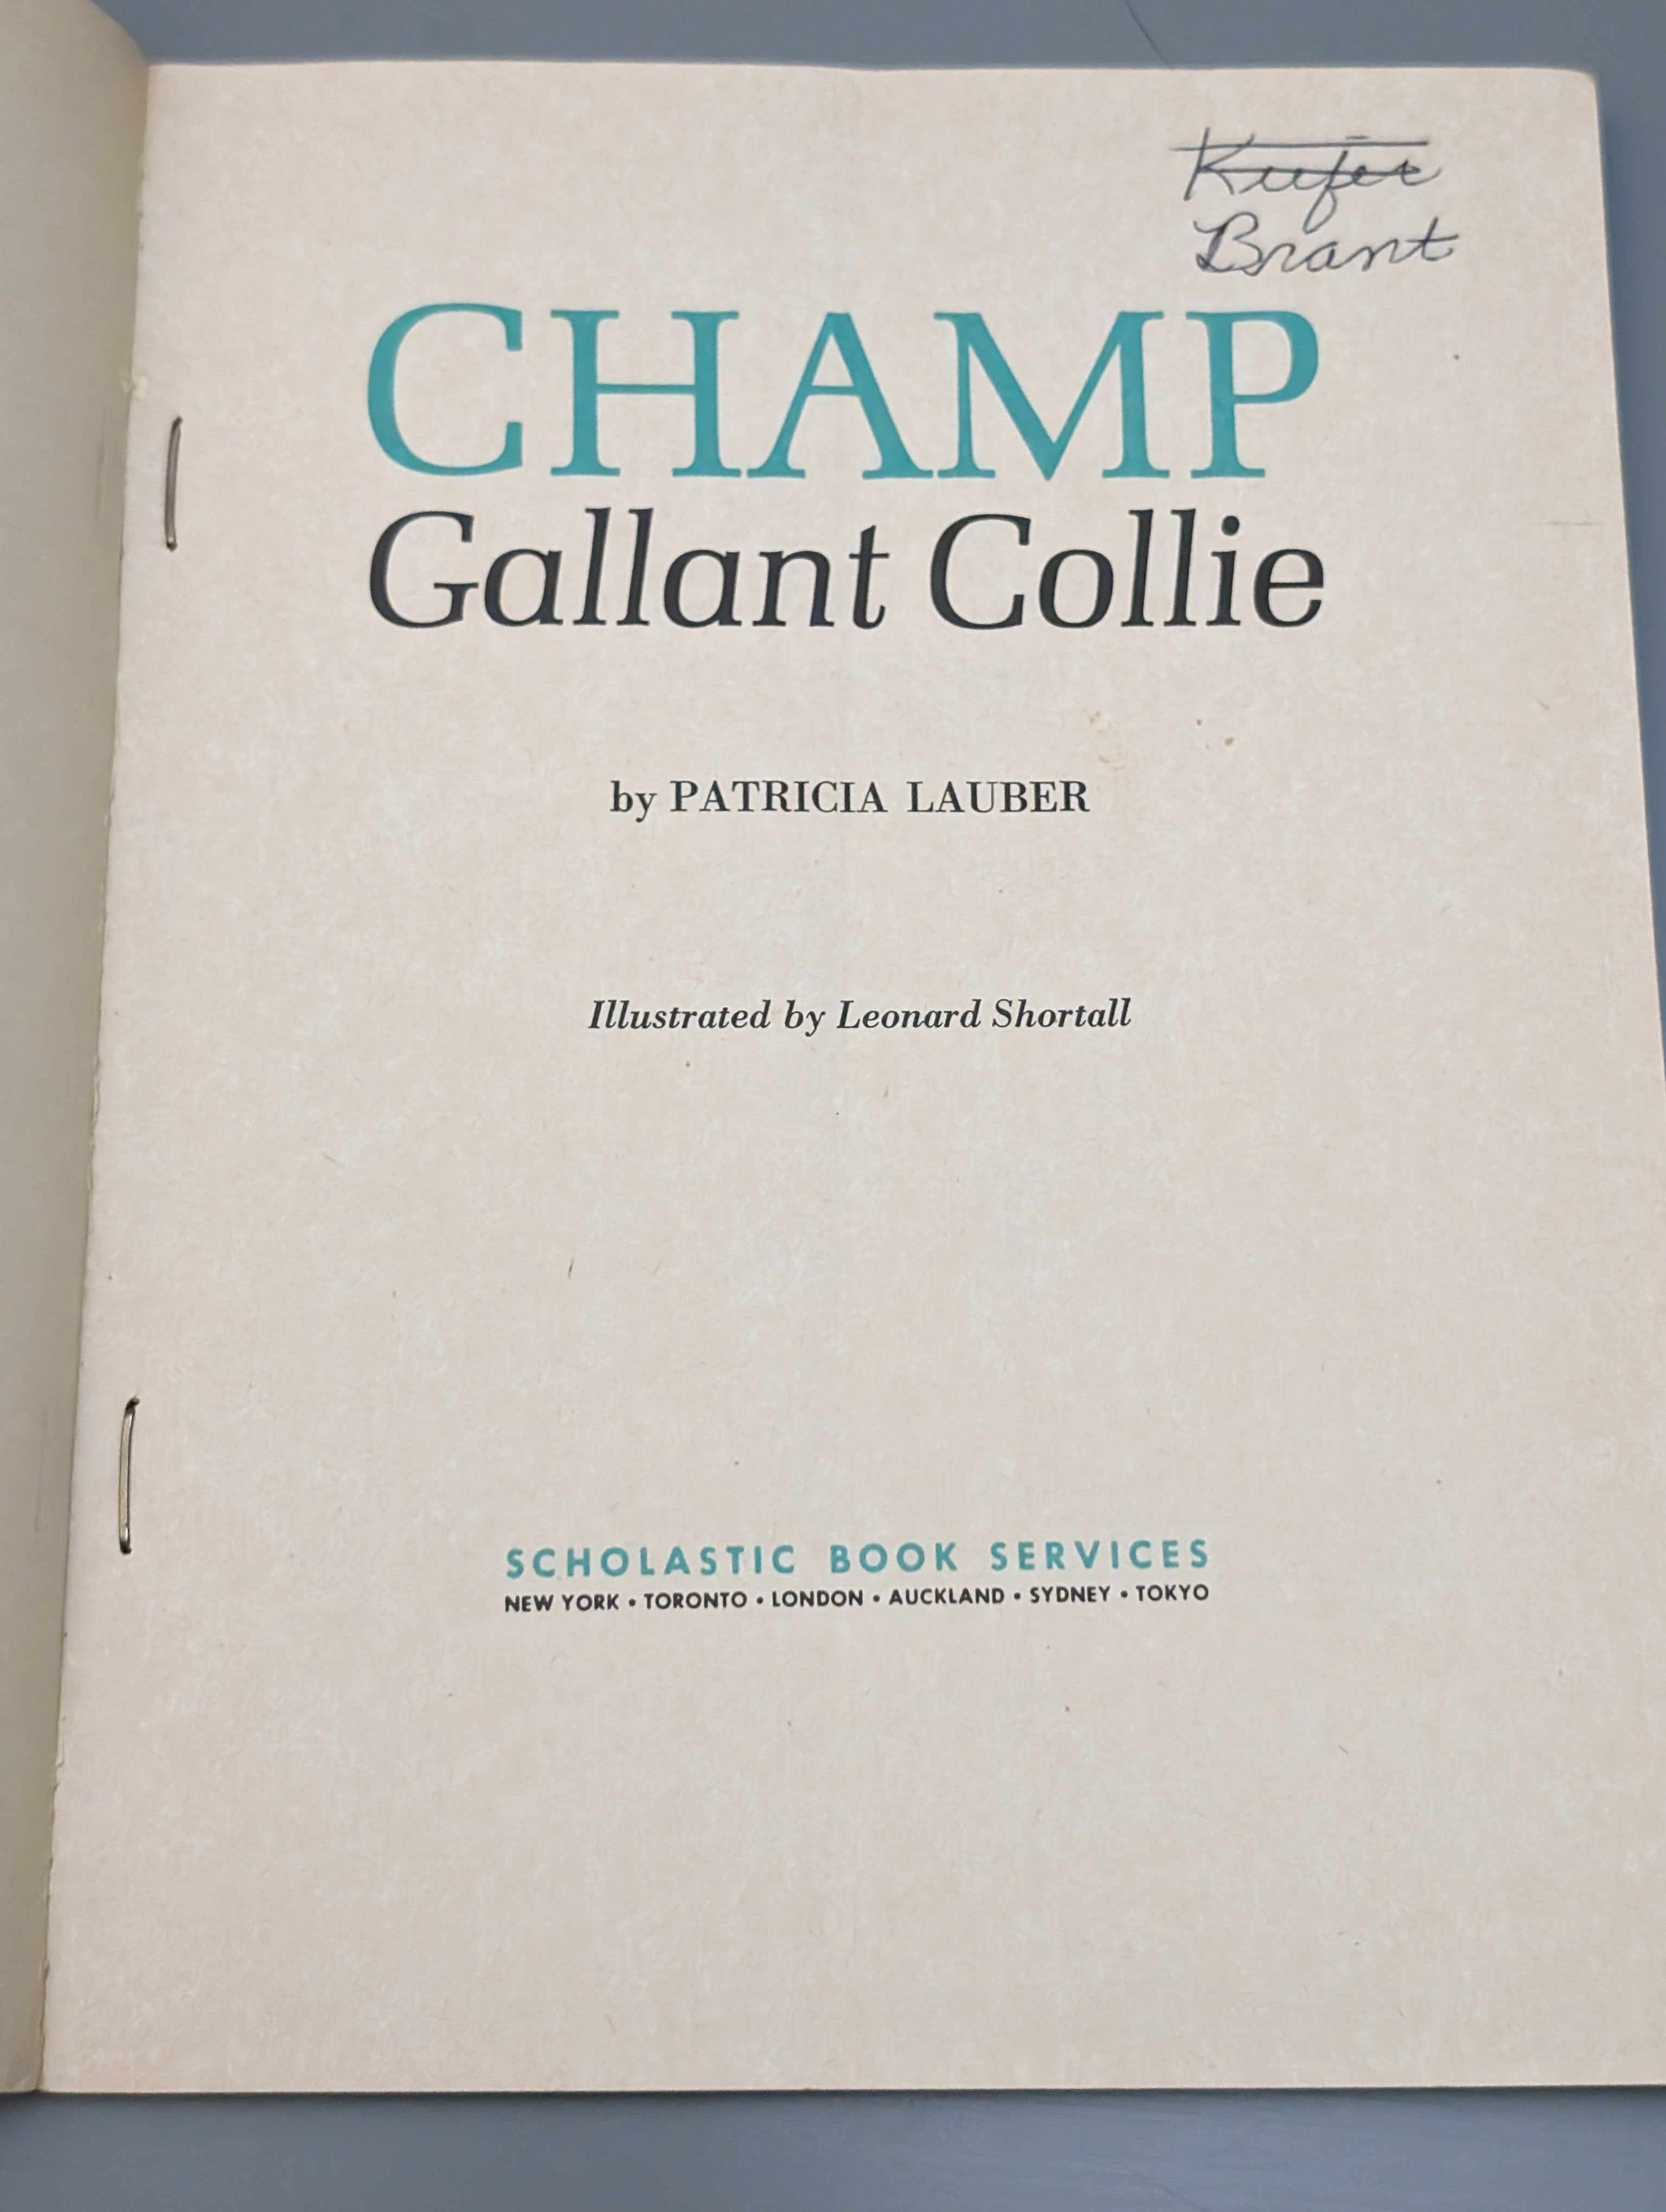 Keefer
Brant
CHAMP
Gallant Collie
by PATRICIA LAUBER
Illustrated by Leonard Shortall
SCHOLASTIC BOOK SERVICES
NEW YORK • TORONTO • LONDON • AUCKLAND • SYDNEY • TOKYO